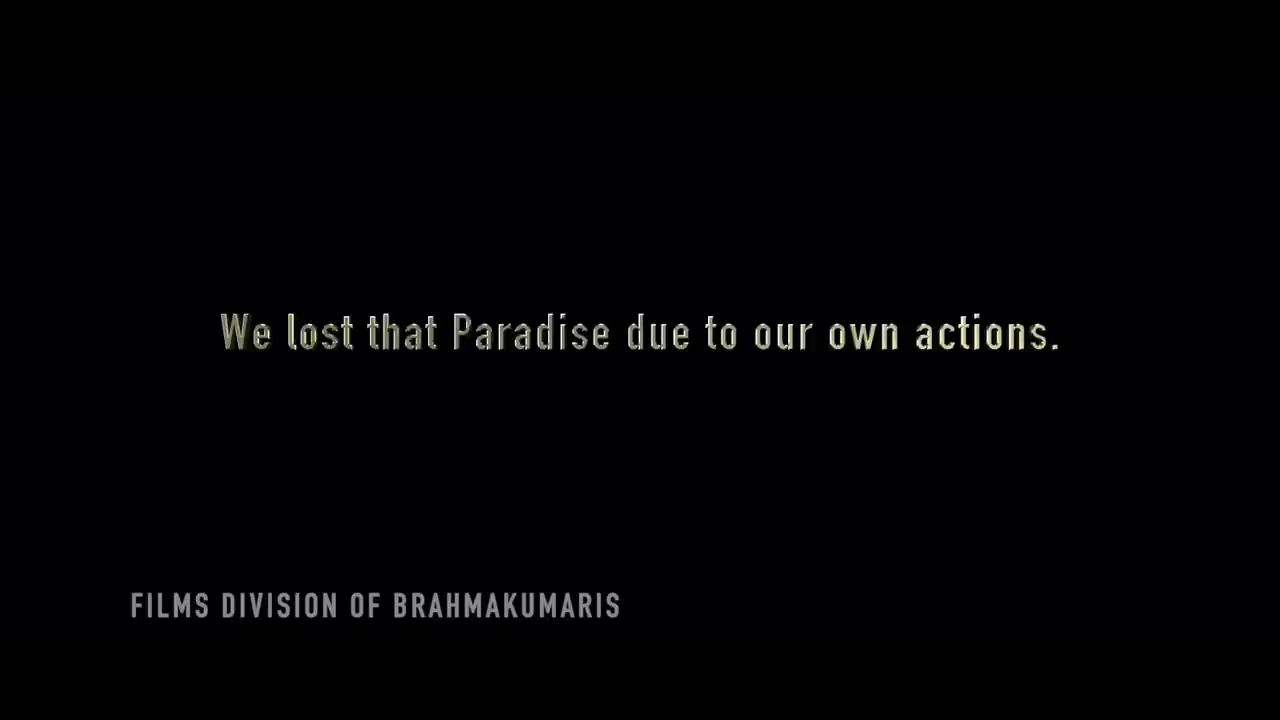 We lost that Paradise due to our own actions.
FILMS DIVISION OF BRAHMAKUMARIS